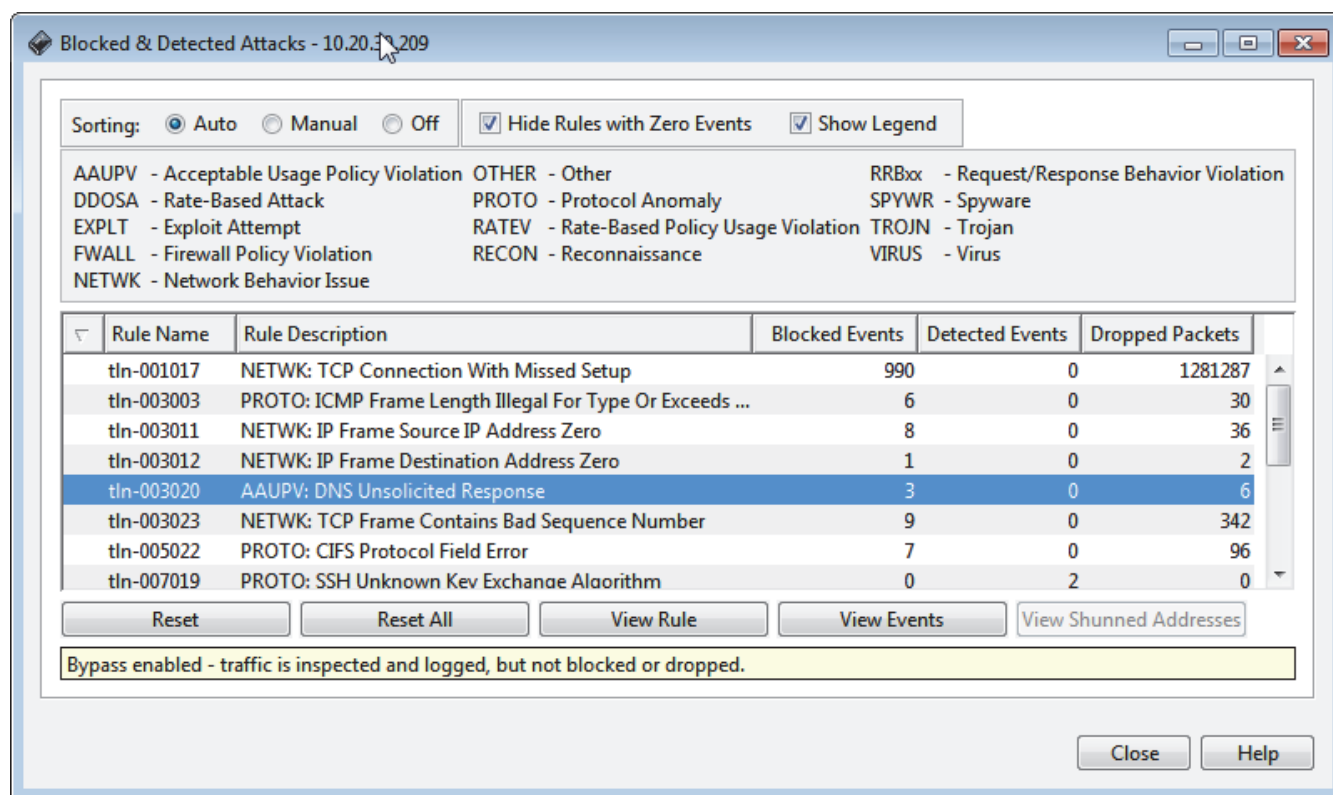 Blocked & Detected Attacks - 10.20.30.209
Sorting: Auto Manual Off Hide Rules with Zero Events Show Legend
AAUPV - Acceptable Usage Policy Violation OTHER - Other RRBxx - Request/Response Behavior Violation
DDOSA - Rate-Based Attack PROTO - Protocol Anomaly SPYWR - Spyware
EXPLT - Exploit Attempt RATEV - Rate-Based Policy Usage Violation TROJN - Trojan
FWALL - Firewall Policy Violation RECON - Reconnaissance VIRUS - Virus
NETWK - Network Behavior Issue
Rule Name Rule Description Blocked Events Detected Events Dropped Packets
tln-001017 NETWK: TCP Connection With Missed Setup 990 0 1281287
tln-003003 PROTO: ICMP Frame Length Illegal For Type Or Exceeds ... 6 0 30
tln-003011 NETWK: IP Frame Source IP Address Zero 8 0 36
tln-003012 NETWK: IP Frame Destination Address Zero 1 0 2
tln-003020 AAUPV: DNS Unsolicited Response 3 0 6
tln-003023 NETWK: TCP Frame Contains Bad Sequence Number 9 0 342
tln-005022 PROTO: CIFS Protocol Field Error 7 0 96
tln-007019 PROTO: SSH Unknown Key Exchange Algorithm 0 2 0
Reset Reset All View Rule View Events View Shunned Addresses
Bypass enabled - traffic is inspected and logged, but not blocked or dropped.
Close Help